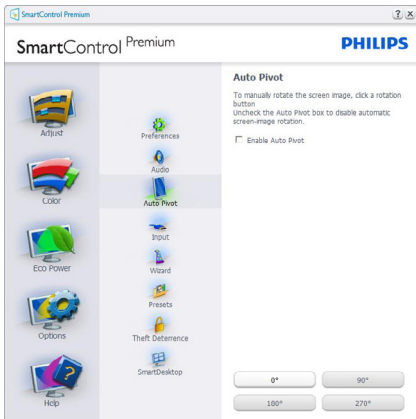 SmartControl Premium
? x
SmartControl Premium
PHILIPS
Adjust
Color
Eco Power
Options
Help
Preferences
Audio
Auto Pivot
Input
Wizard
Presets
Theft Deterrence
SmartDesktop
Auto Pivot
To manually rotate the screen image, click a rotation
button
Uncheck the Auto Pivot box to disable automatic
screen-image rotation.
Enable Auto Pivot
0°
90°
180°
270°